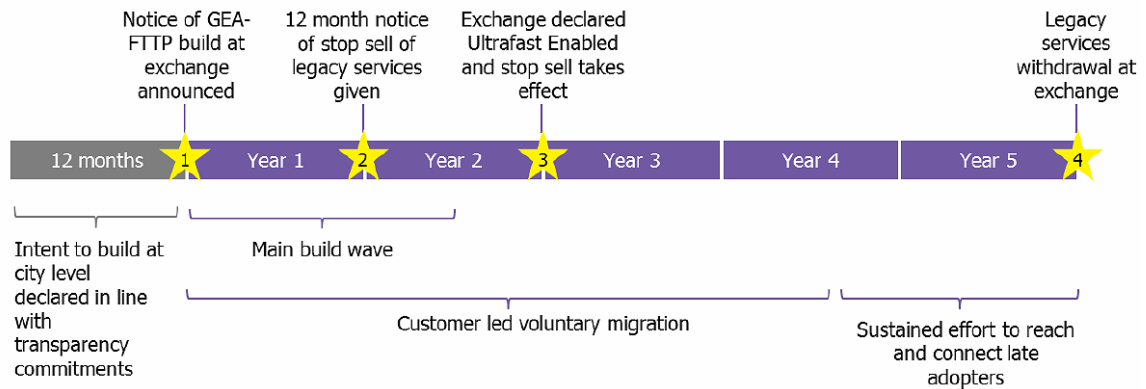 Notice of GEA-
FTTP build at
exchange
announced
12 month notice
of stop sell of
legacy services
given
Exchange declared
Ultrafast Enabled
and stop sell takes
effect
Legacy
services
withdrawal at
exchange
12 months
1
Year 1
2
Year 2
3
Year 3
Year 4
Year 5
4
Intent to build at
city level
declared in line
with
transparency
commitments
Main build wave
Customer led voluntary migration
Sustained effort to reach
and connect late
adopters